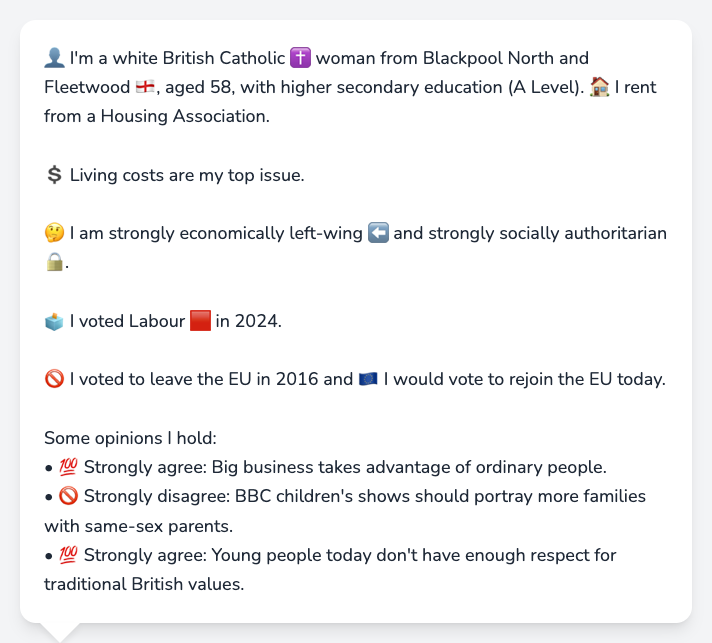 👤 I'm a white British Catholic ✝️ woman from Blackpool North and
Fleetwood 🏴󠁧󠁢󠁥󠁮󠁧󠁿, aged 58, with higher secondary education (A Level). 🏠 I rent
from a Housing Association.
💲 Living costs are my top issue.
🤔 I am strongly economically left-wing ⬅️ and strongly socially authoritarian
🔒.
🗳️ I voted Labour 🟥 in 2024.
🚫 I voted to leave the EU in 2016 and 🇪🇺 I would vote to rejoin the EU today.
Some opinions I hold:
• 💯 Strongly agree: Big business takes advantage of ordinary people.
• 🚫 Strongly disagree: BBC children's shows should portray more families
with same-sex parents.
• 💯 Strongly agree: Young people today don't have enough respect for
traditional British values.